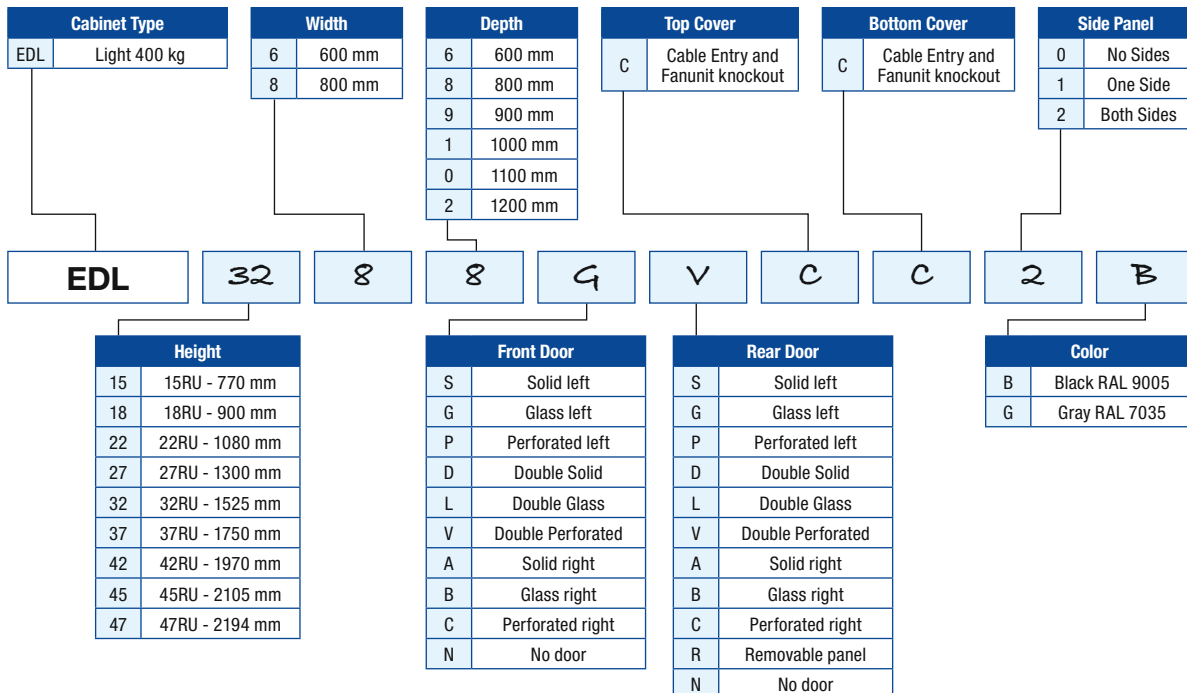 Cabinet Type
EDL Light 400 kg
Width
6 600 mm
8 800 mm
Depth
6 600 mm
8 800 mm
9 900 mm
1 1000 mm
0 1100 mm
2 1200 mm
Top Cover
C Cable Entry and
Fanunit knockout
Bottom Cover
C Cable Entry and
Fanunit knockout
Side Panel
0 No Sides
1 One Side
2 Both Sides
EDL 32 8 8 G V C C 2 B
Height
15 15RU - 770 mm
18 18RU - 900 mm
22 22RU - 1080 mm
27 27RU - 1300 mm
32 32RU - 1525 mm
37 37RU - 1750 mm
42 42RU - 1970 mm
45 45RU - 2105 mm
47 47RU - 2194 mm
Front Door
S Solid left
G Glass left
P Perforated left
D Double Solid
L Double Glass
V Double Perforated
A Solid right
B Glass right
C Perforated right
N No door
Rear Door
S Solid left
G Glass left
P Perforated left
D Double Solid
L Double Glass
V Double Perforated
A Solid right
B Glass right
C Perforated right
R Removable panel
N No door
Color
B Black RAL 9005
G Gray RAL 7035